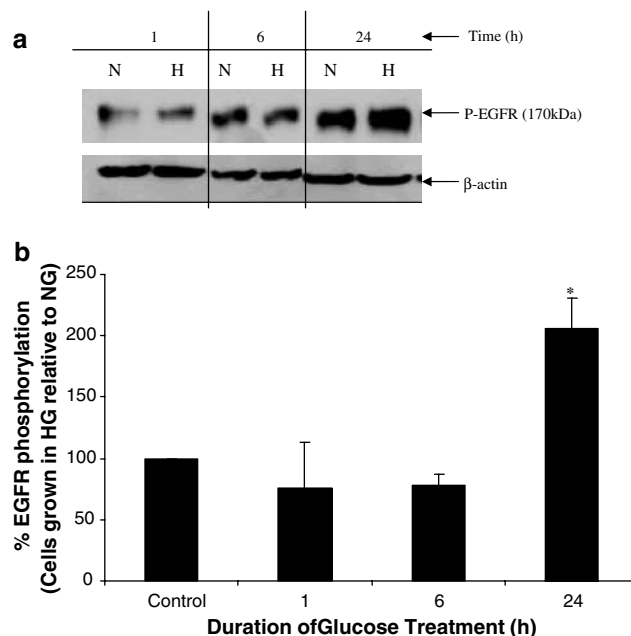 a
1 6 24 Time (h)
N H N H N H
P-EGFR (170kDa)
β-actin
b
% EGFR phosphorylation
(Cells grown in HG relative to NG)
250
200
150
100
50
0
*
Control 1 6 24
Duration ofGlucose Treatment (h)